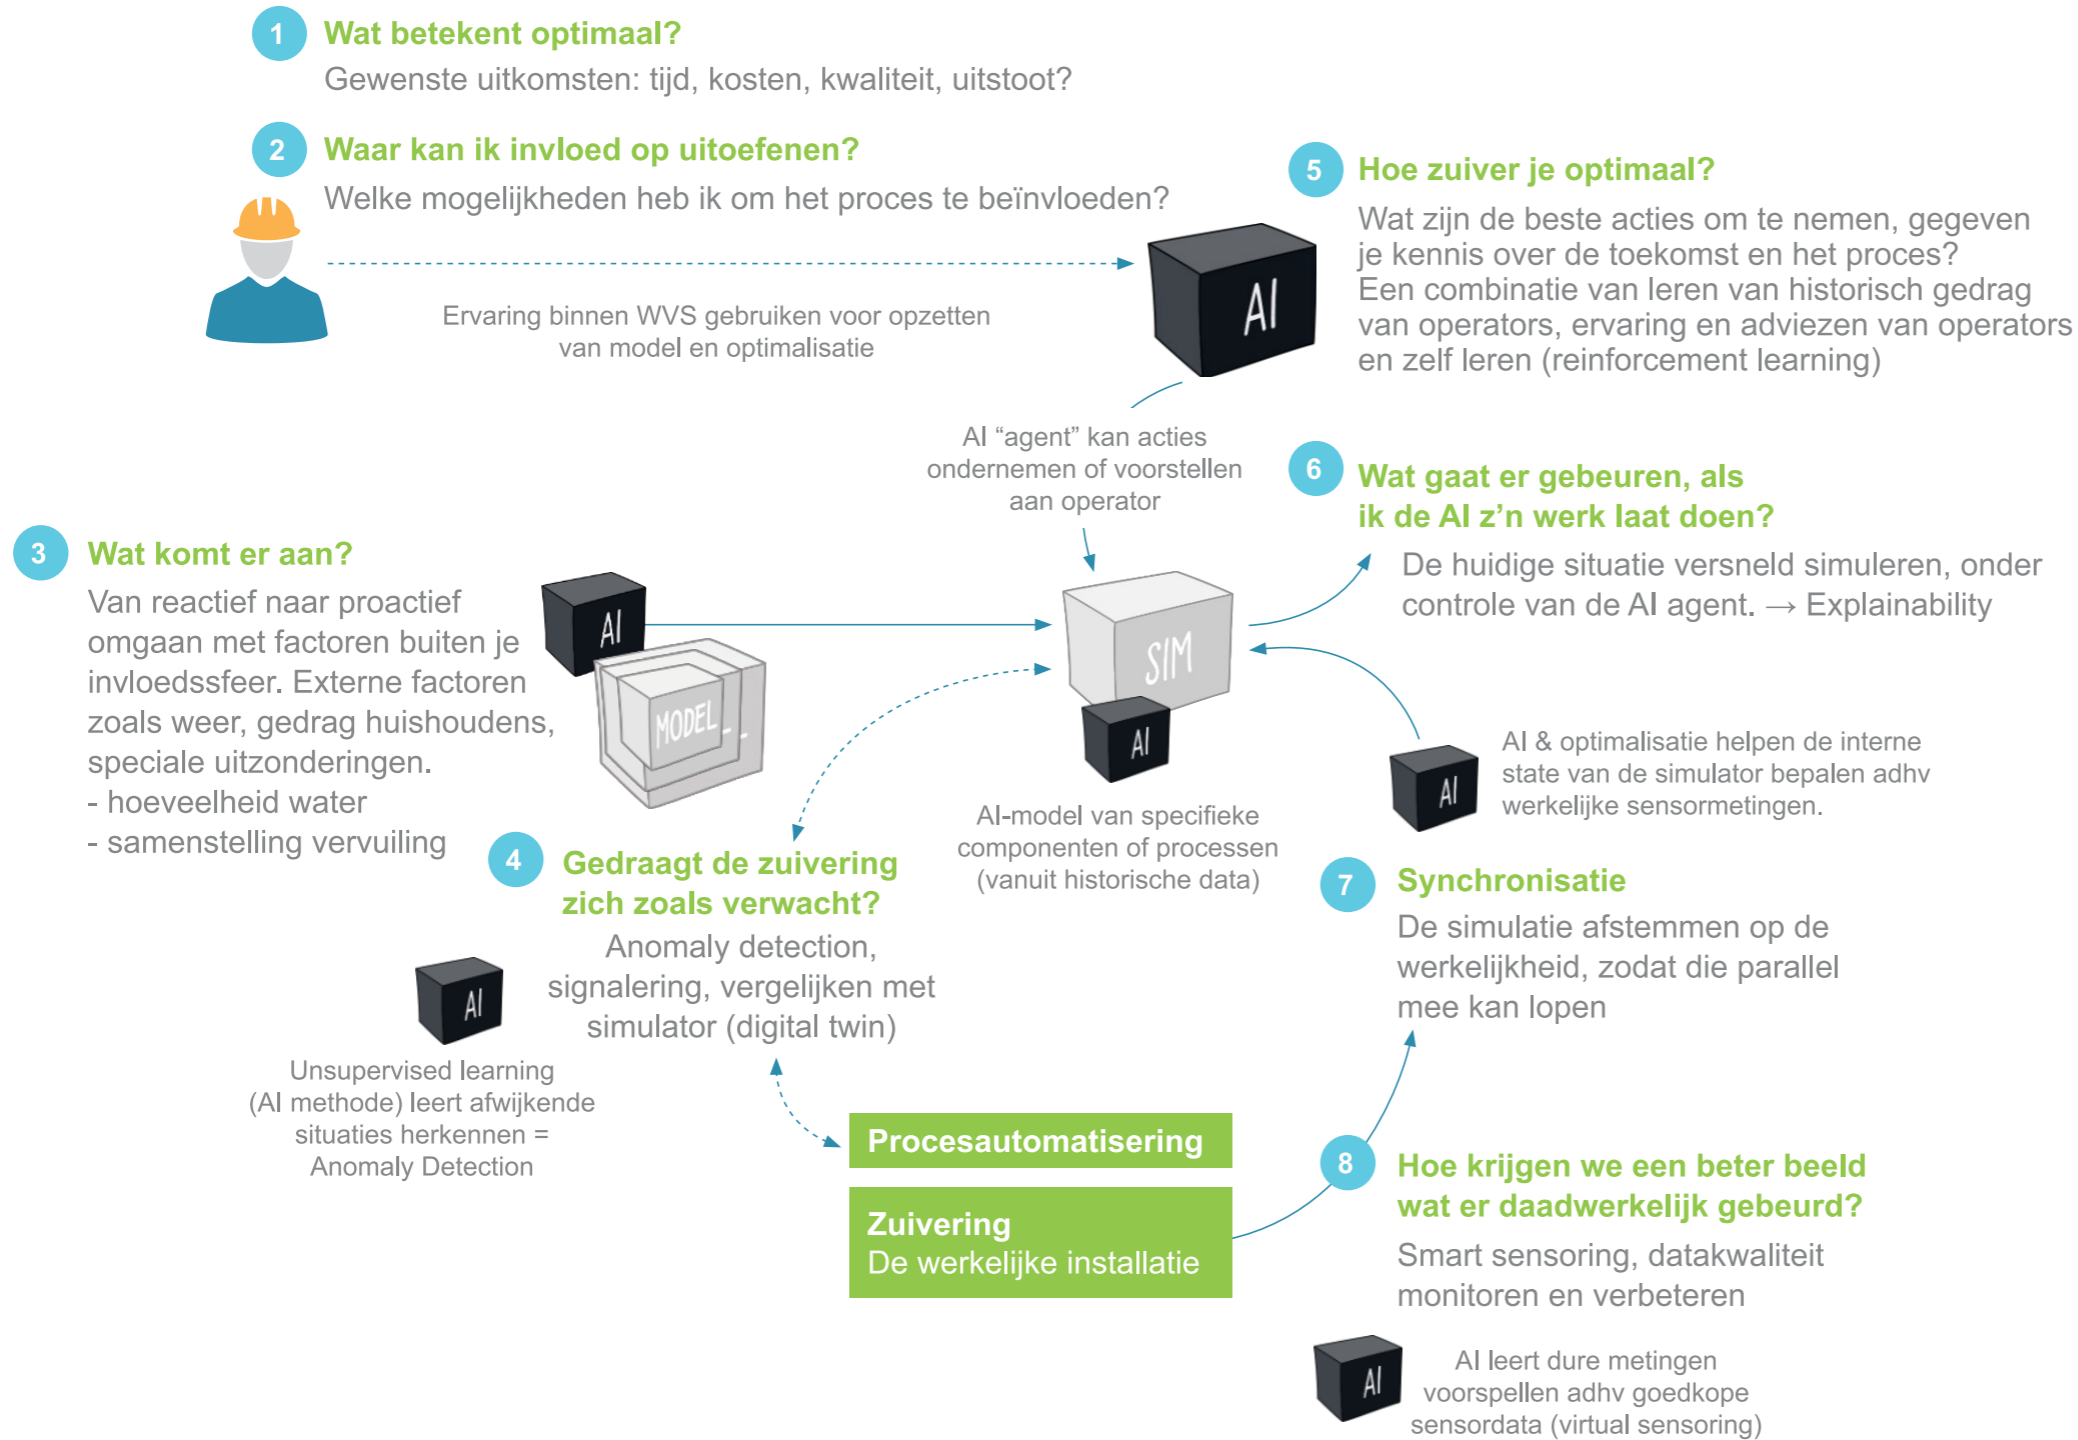 1
Wat betekent optimaal?
Gewenste uitkomsten: tijd, kosten, kwaliteit, uitstoot?
2
Waar kan ik invloed op uitoefenen?
Welke mogelijkheden heb ik om het proces te beïnvloeden?
Ervaring binnen WVS gebruiken voor opzetten
van model en optimalisatie
AI
5
Hoe zuiver je optimaal?
Wat zijn de beste acties om te nemen, gegeven
je kennis over de toekomst en het proces?
Een combinatie van leren van historisch gedrag
van operators, ervaring en adviezen van operators
en zelf leren (reinforcement learning)
AI “agent” kan acties
ondernemen of voorstellen
aan operator
6
Wat gaat er gebeuren, als
ik de AI z’n werk laat doen?
De huidige situatie versneld simuleren, onder
controle van de AI agent. → Explainability
3
Wat komt er aan?
Van reactief naar proactief
omgaan met factoren buiten je
invloedssfeer. Externe factoren
zoals weer, gedrag huishoudens,
speciale uitzonderingen.
- hoeveelheid water
- samenstelling vervuiling
AI
MODEL_ _
SIM
AI
AI-model van specifieke
componenten of processen
(vanuit historische data)
AI
AI & optimalisatie helpen de interne
state van de simulator bepalen adhv
werkelijke sensormetingen.
4
Gedraagt de zuivering
zich zoals verwacht?
Anomaly detection,
signalering, vergelijken met
simulator (digital twin)
AI
Unsupervised learning
(AI methode) leert afwijkende
situaties herkennen =
Anomaly Detection
7
Synchronisatie
De simulatie afstemmen op de
werkelijkheid, zodat die parallel
mee kan lopen
Procesautomatisering
Zuivering
De werkelijke installatie
8
Hoe krijgen we een beter beeld
wat er daadwerkelijk gebeurd?
Smart sensoring, datakwaliteit
monitoren en verbeteren
AI
AI leert dure metingen
voorspellen adhv goedkope
sensordata (virtual sensoring)